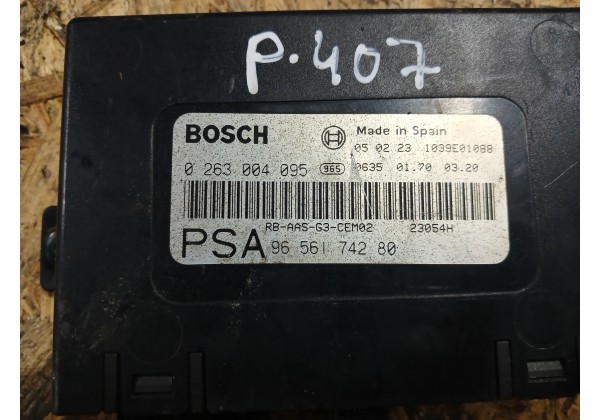 P.407
BOSCH Made in Spain
05 02 23 1039E01088
0 263 004 095 965 0635 01.70 03.20
RB-AAS-G3-CEM02 23054H
PSA 96 561 742 80